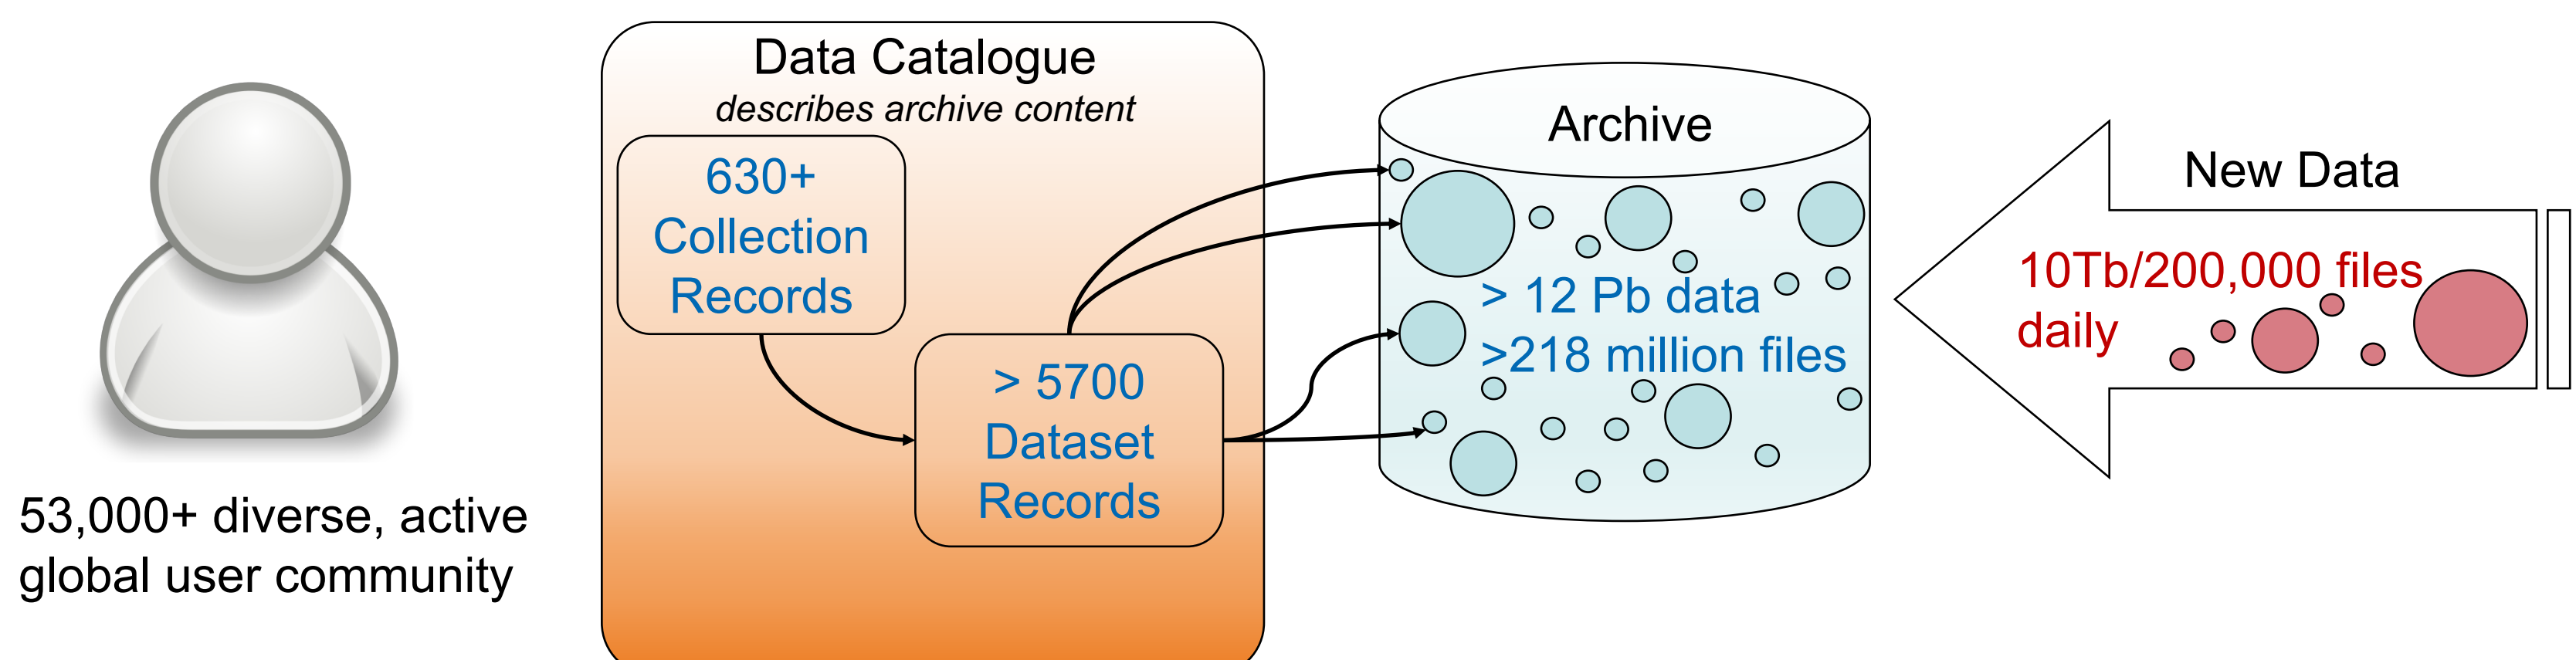 Data Catalogue
describes archive content
630+
Collection
Records
> 5700
Dataset
Records
Archive
> 12 Pb data
>218 million files
New Data
10Tb/200,000 files
daily
53,000+ diverse, active
global user community